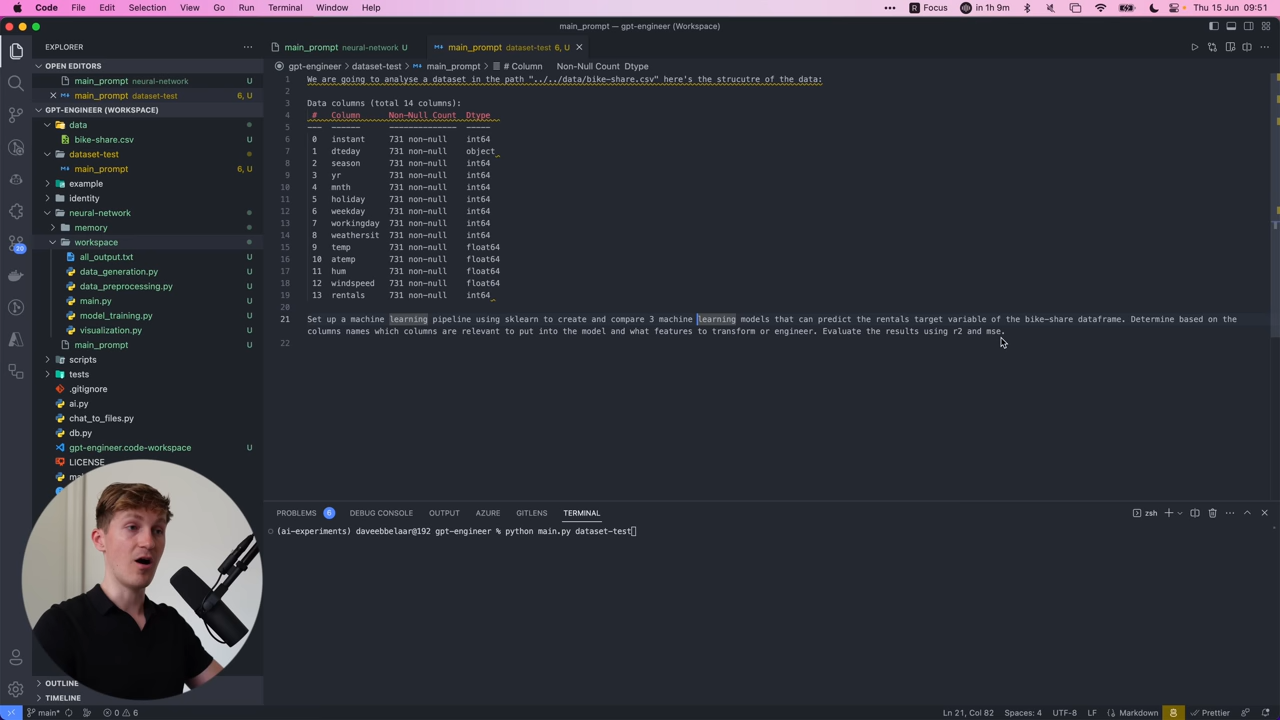 Code File Edit Selection View Go Run Terminal Window Help
Focus in 1h 9m Thu 15 Jun 09:51
main_prompt — gpt-engineer (Workspace)
EXPLORER
OPEN EDITORS
main_prompt neural-network U
main_prompt dataset-test 6, U
GPT-ENGINEER (WORKSPACE)
data
bike-share.csv U
dataset-test
main_prompt 6, U
example
identity
neural-network
memory
workspace
all_output.txt U
data_generation.py U
data_preprocessing.py U
main.py U
model_training.py U
visualization.py U
main_prompt U
scripts
tests
.gitignore
ai.py
chat_to_files.py
db.py
gpt-engineer.code-workspace U
LICENSE
OUTLINE
TIMELINE
20
main_prompt neural-network U
main_prompt dataset-test 6, U
gpt-engineer > dataset-test > main_prompt > # Column Non-Null Count Dtype
1 We are going to analyse a dataset in the path "../../data/bike-share.csv" here's the strucutre of the data:
2
3 Data columns (total 14 columns):
4 # Column Non-Null Count Dtype
5 --- ------ -------------- -----
6 0 instant 731 non-null int64
7 1 dteday 731 non-null object
8 2 season 731 non-null int64
9 3 yr 731 non-null int64
10 4 mnth 731 non-null int64
11 5 holiday 731 non-null int64
12 6 weekday 731 non-null int64
13 7 workingday 731 non-null int64
14 8 weathersit 731 non-null int64
15 9 temp 731 non-null float64
16 10 atemp 731 non-null float64
17 11 hum 731 non-null float64
18 12 windspeed 731 non-null float64
19 13 rentals 731 non-null int64
20
21 Set up a machine learning pipeline using sklearn to create and compare 3 machine learning models that can predict the rentals target variable of the bike-share dataframe. Determine based on the
columns names which columns are relevant to put into the model and what features to transform or engineer. Evaluate the results using r2 and mse.
22
PROBLEMS 6 DEBUG CONSOLE OUTPUT AZURE GITLENS TERMINAL
zsh
(ai-experiments) daveebbelaar@192 gpt-engineer % python main.py dataset-test
main* 0 6
Ln 21, Col 82 Spaces: 4 UTF-8 LF Markdown Prettier